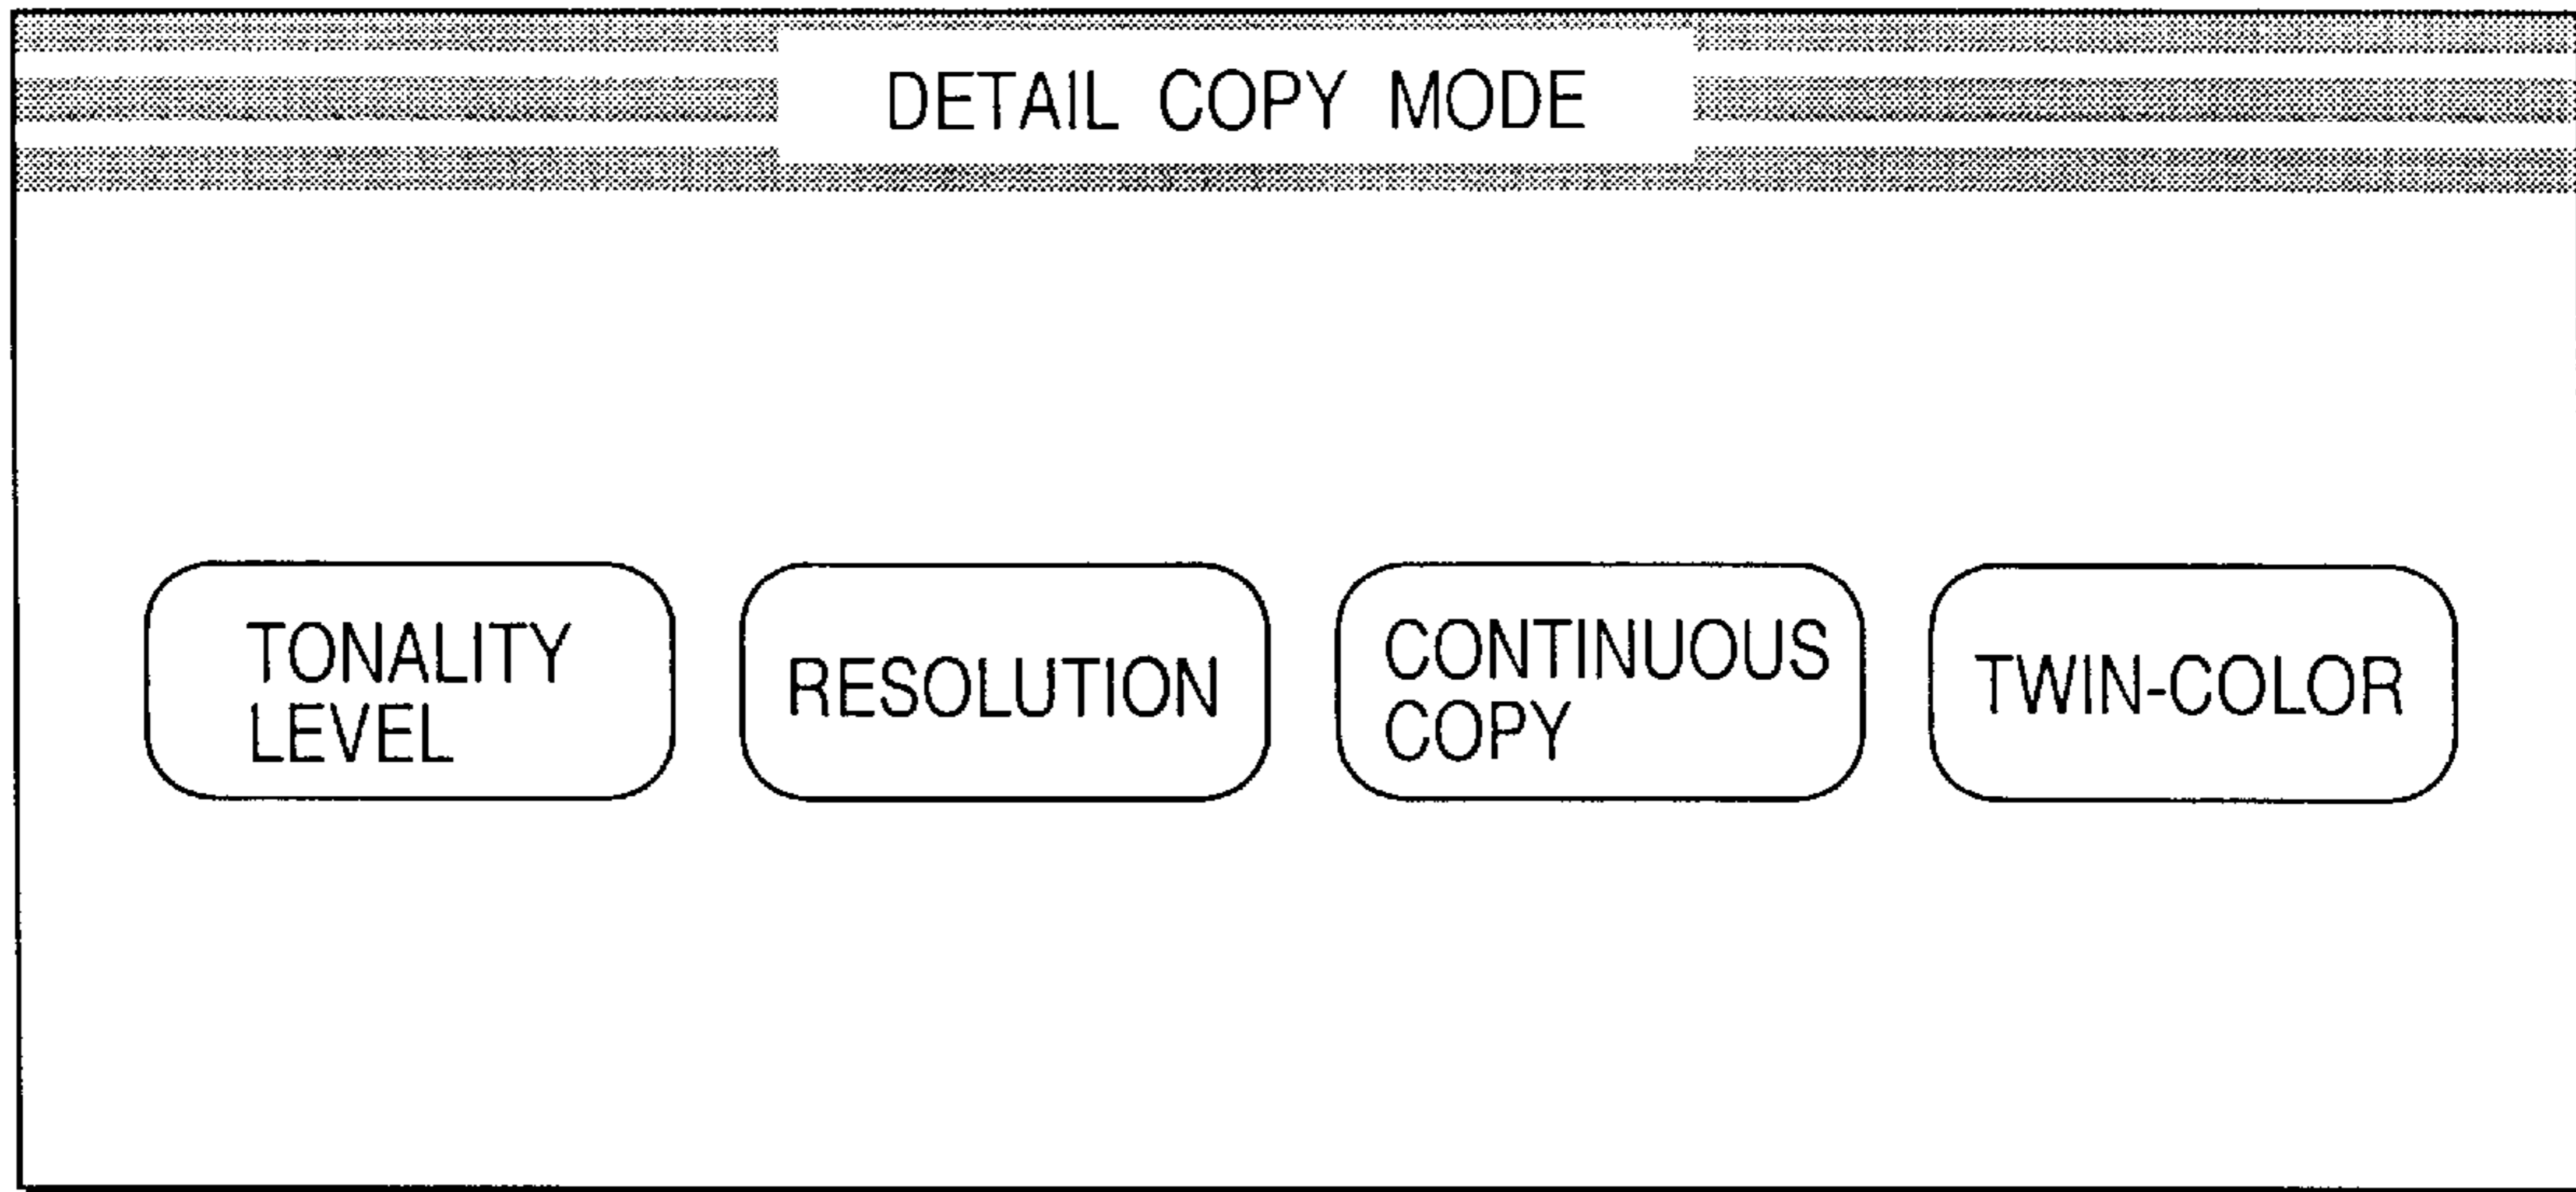 DETAIL COPY MODE
TONALITY
LEVEL
RESOLUTION
CONTINUOUS
COPY
TWIN-COLOR